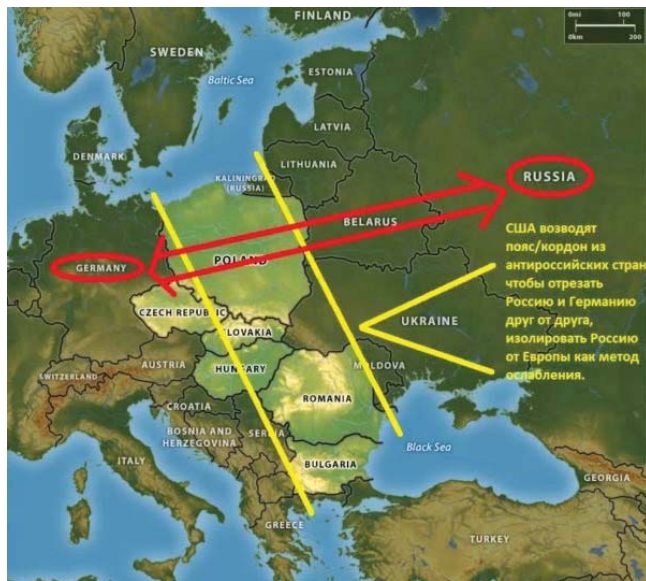 FINLAND
0mi 100
0km 200
SWEDEN
Baltic Sea
ESTONIA
LATVIA
DENMARK
LITHUANIA
KALININGRAD
(RUSSIA)
RUSSIA
BELARUS
GERMANY
POLAND
США возводят
пояс/кордон из
антироссийских стран
чтобы отрезать
Россию и Германию
друг от друга,
изолировать Россию
от Европы как метод
ослабления.
CZECH REPUBLIC
UKRAINE
SLOVAKIA
AUSTRIA
MOLDOVA
SWITZERLAND
HUNGARY
ROMANIA
CROATIA
BOSNIA AND
HERZEGOVINA
SERBIA
ITALY
Black Sea
BULGARIA
GEORGIA
GREECE
TURKEY